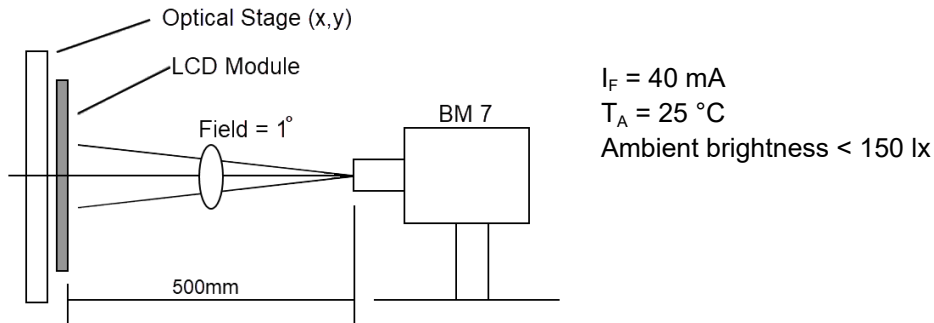 Optical Stage (x,y)
LCD Module
Field = 1°
BM 7
500mm
I_F = 40 mA
T_A = 25 °C
Ambient brightness < 150 lx